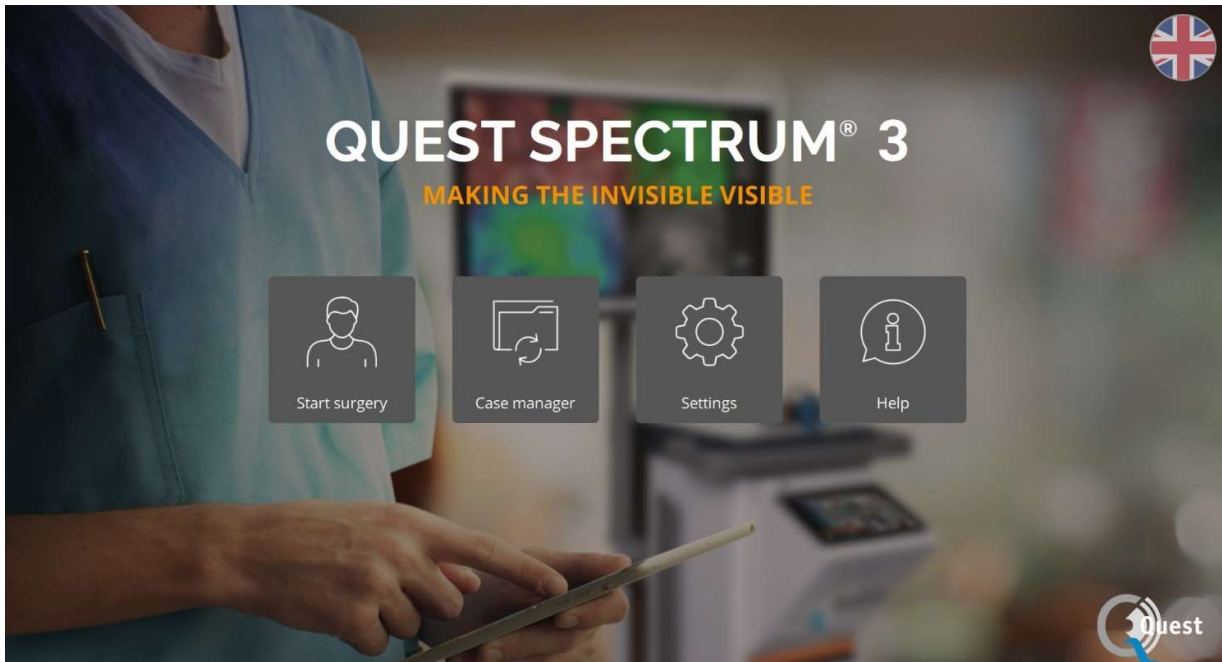 QUEST SPECTRUM® 3
MAKING THE INVISIBLE VISIBLE
Start surgery
Case manager
Settings
Help
Quest